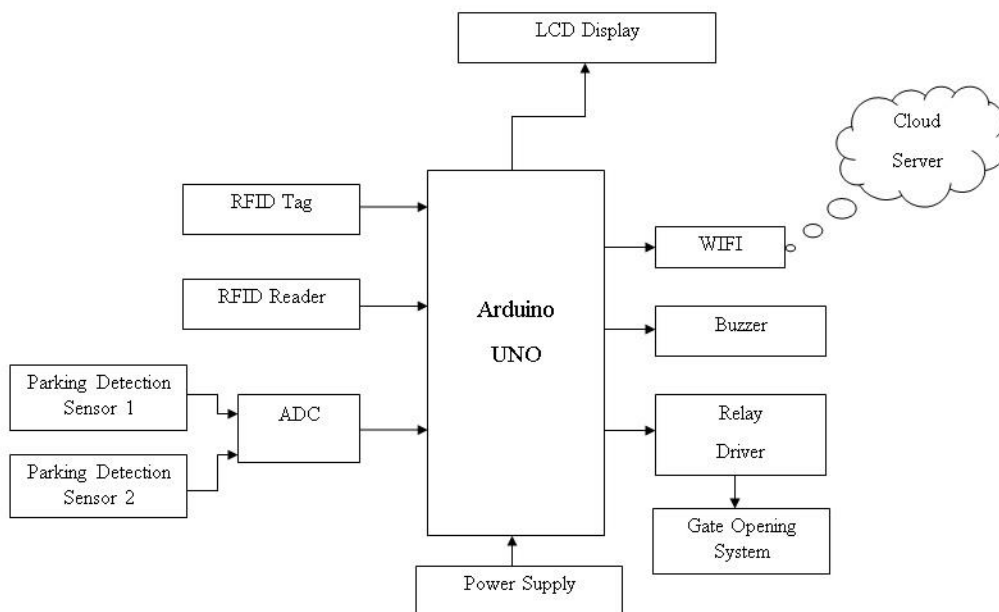 LCD Display
Cloud
Server
RFID Tag
WIFI
RFID Reader
Arduino
UNO
Buzzer
Parking Detection
Sensor 1
ADC
Relay
Driver
Parking Detection
Sensor 2
Gate Opening
System
Power Supply